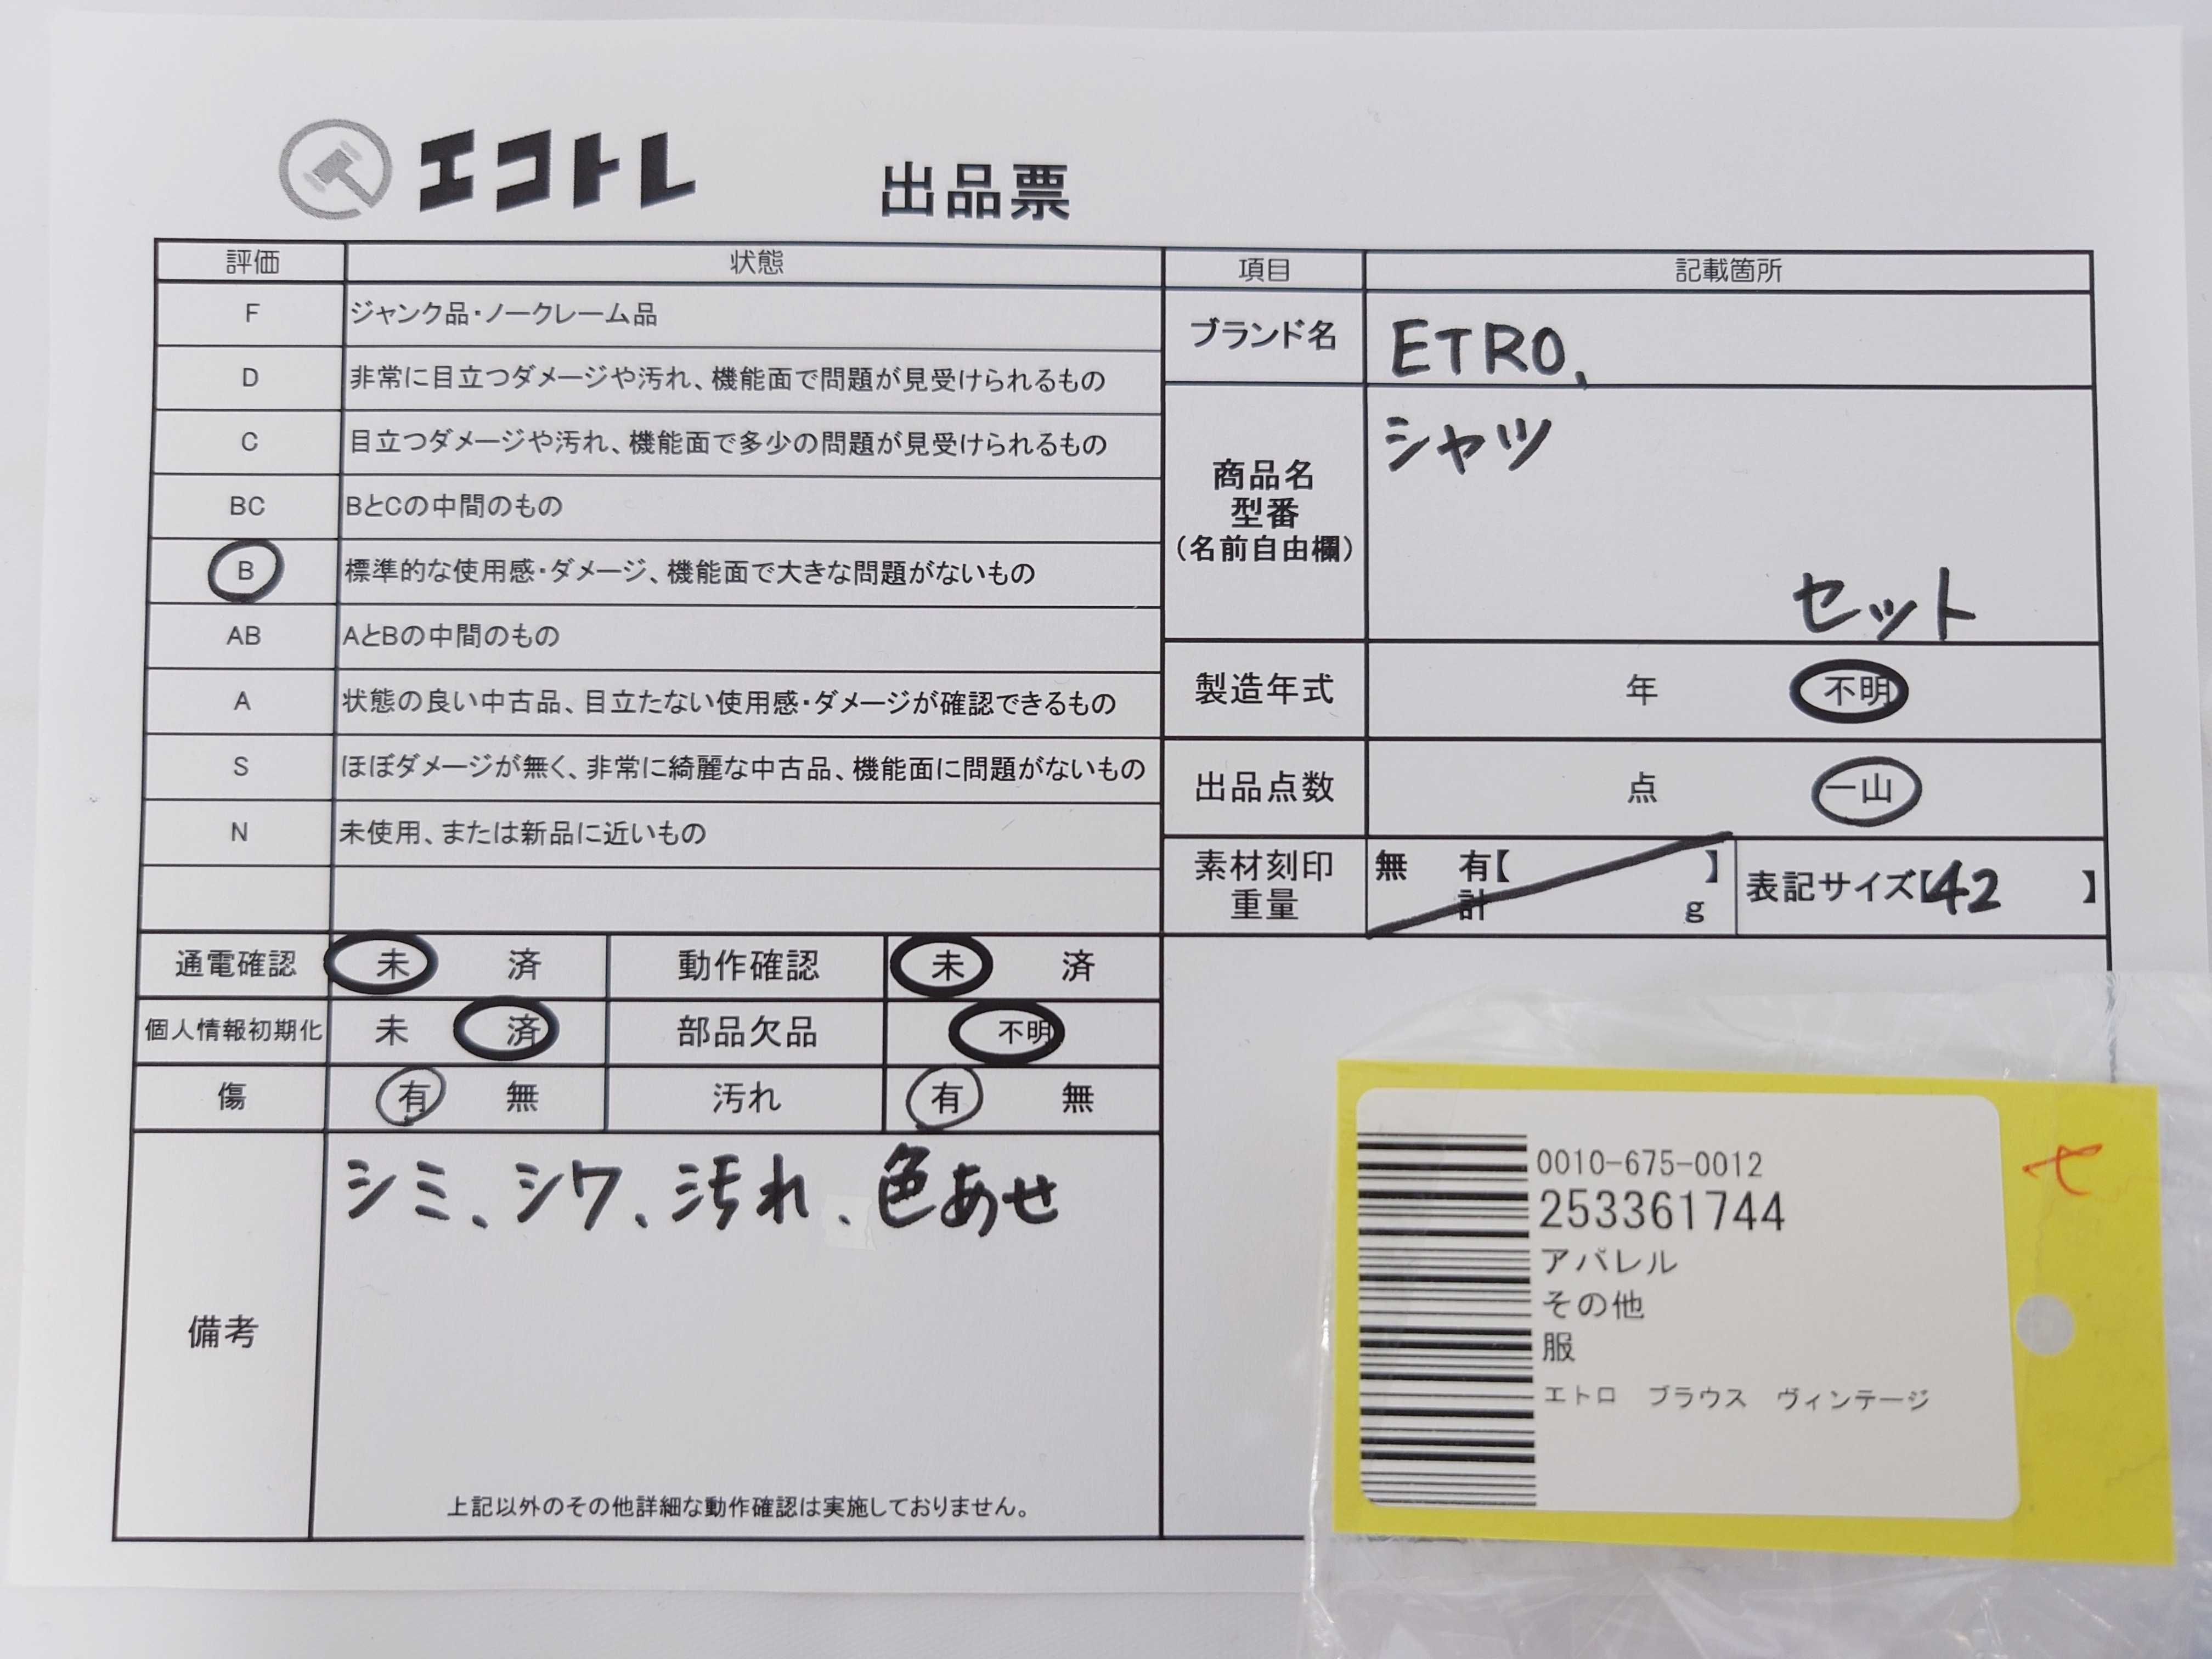 エコトレ 出品票
評価 状態
F ジャンク品・ノークレーム品
D 非常に目立つダメージや汚れ、機能面で問題が見受けられるもの
C 目立つダメージや汚れ、機能面で多少の問題が見受けられるもの
BC BとCの中間のもの
B 標準的な使用感・ダメージ、機能面で大きな問題がないもの
AB AとBの中間のもの
A 状態の良い中古品、目立たない使用感・ダメージが確認できるもの
S ほぼダメージが無く、非常に綺麗な中古品、機能面に問題がないもの
N 未使用、または新品に近いもの
通電確認 未 済 動作確認 未 済
個人情報初期化 未 済 部品欠品 不明
傷 有 無 汚れ 有 無
備考
シミ、シワ、汚れ、色あせ
上記以外のその他詳細な動作確認は実施しておりません。
項目 記載箇所
ブランド名 ETRO,
商品名
型番
(名前自由欄)
シャツ
セット
製造年式 年 不明
出品点数 点 一山
素材刻印 無 有【 】
重量 計 g
表記サイズ【42 】
0010-675-0012
253361744
アパレル
その他
服
エトロ ブラウス ヴィンテージ
セ